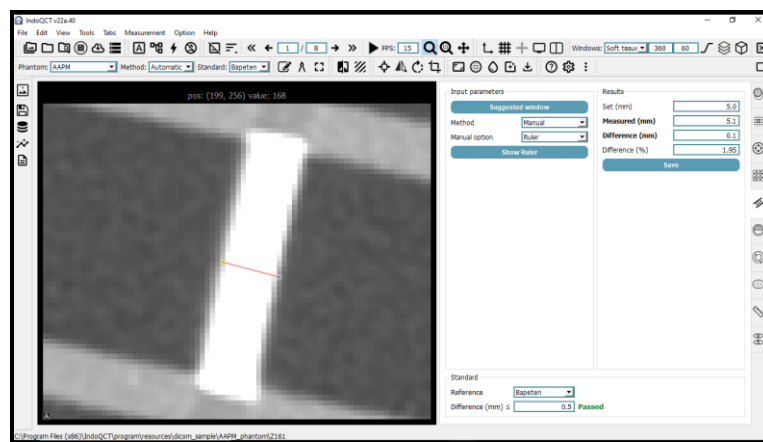 IndoQCT v22a.40
File Edit View Tools Tabs Measurement Option Help
1 / 8 FPS: 15 Windows: Soft tissue 360 60
Phantom: AAPM Method: Automatic Standard: Bapeten
pos: (199, 256) value: 168
Input parameters
Suggested window
Method Manual
Manual option Ruler
Show Ruler
Results
Set (mm) 5.0
Measured (mm) 5.1
Difference (mm) 0.1
Difference (%) 1.95
Save
Standard
Reference Bapeten
Difference (mm) ≤ 0.5 Passed
A
C:\Program Files (x86)\IndoQCT\program\resources\dicom_sample\AAPM_phantom\Z161